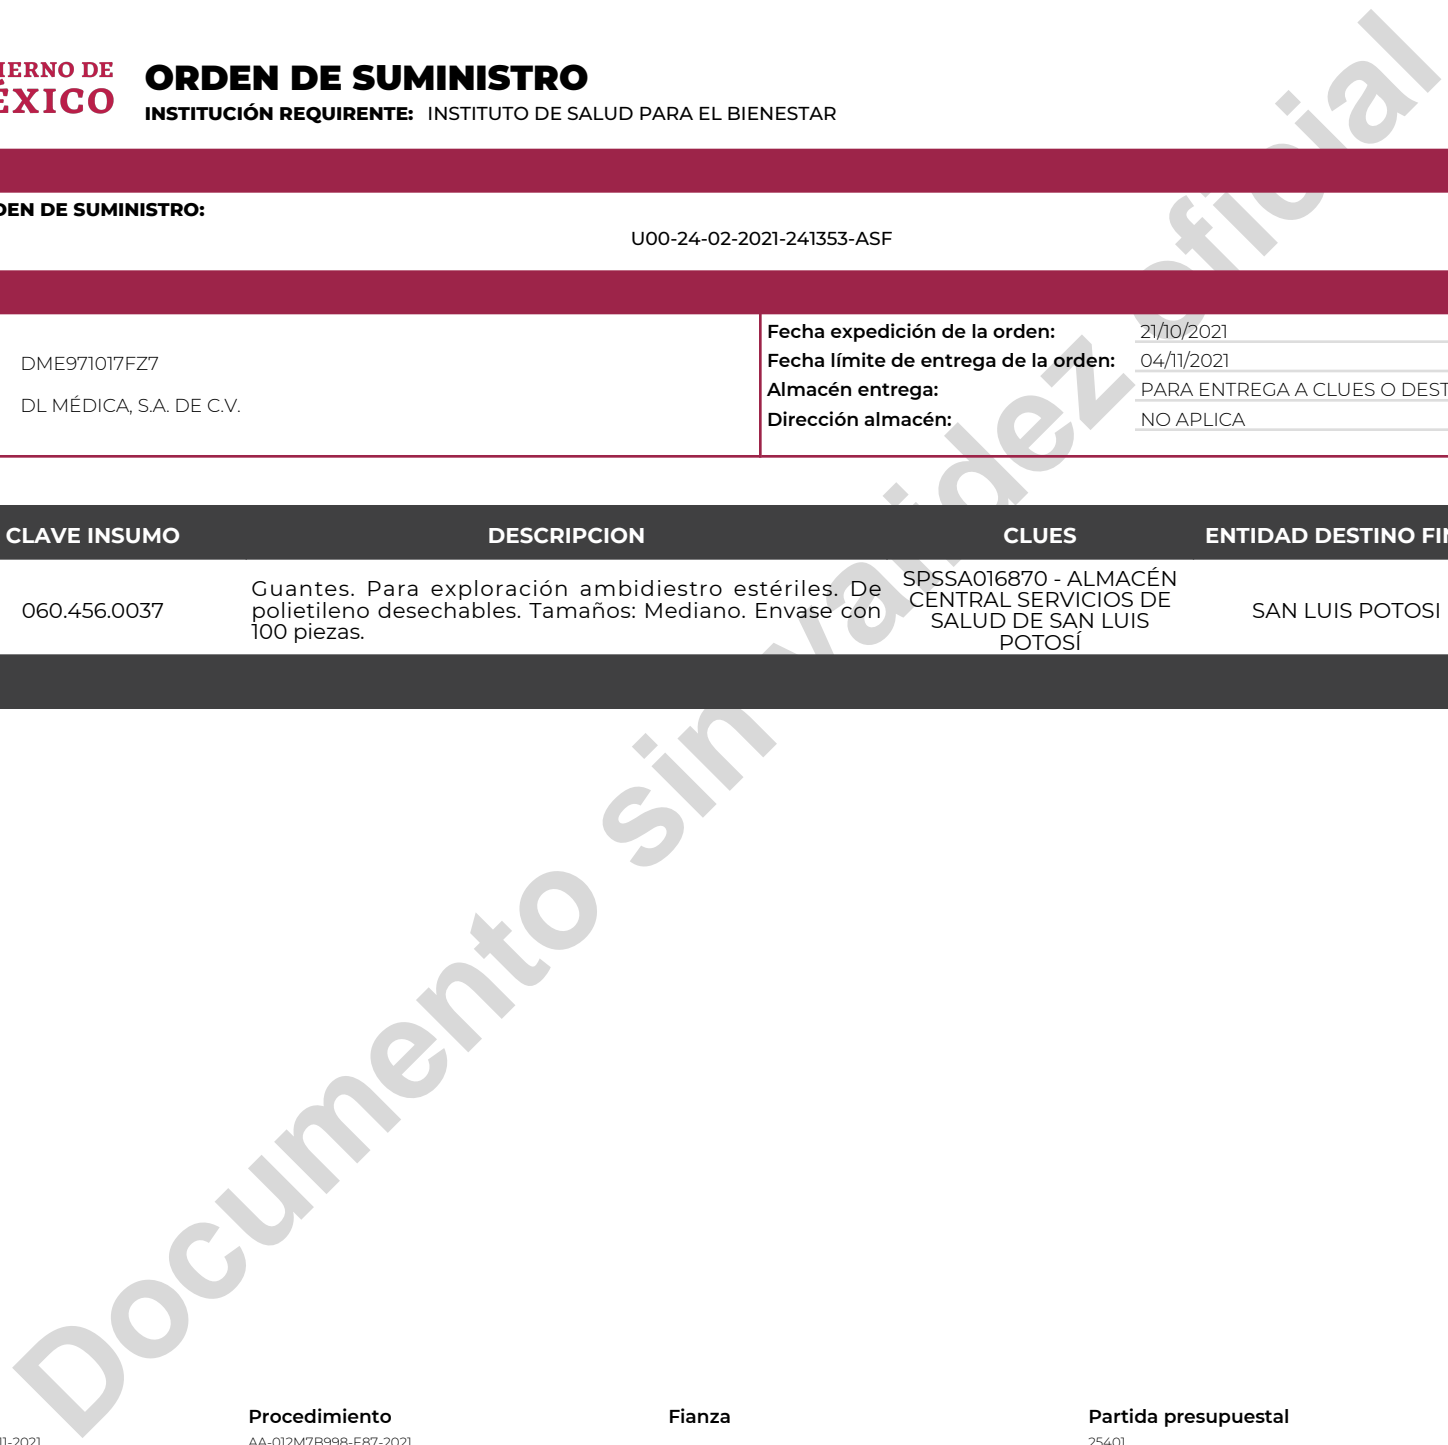 ORDEN DE SUMINISTRO
INSTITUCIÓN REQUIRENTE: INSTITUTO DE SALUD PARA EL BIENESTAR
DE SUMINISTRO:
U00-24-02-2021-241353-ASF
DME971017FZ7
DL MÉDICA, S.A. DE C.V.
Fecha expedición de la orden: 21/10/2021
Fecha límite de entrega de la orden: 04/11/2021
Almacén entrega: PARA ENTREGA A CLUES O DEST
Dirección almacén: NO APLICA
CLAVE INSUMO DESCRIPCION CLUES ENTIDAD DESTINO FIN
060.456.0037
Guantes. Para exploración ambidiestro estériles. De
polietileno desechables. Tamaños: Mediano. Envase con
100 piezas.
SPSSA016870 - ALMACÉN
CENTRAL SERVICIOS DE
SALUD DE SAN LUIS
POTOSÍ
SAN LUIS POTOSI
Documento sin validez oficial
Procedimiento Fianza Partida presupuestal
AA-012M7B998-E87-2021 25401